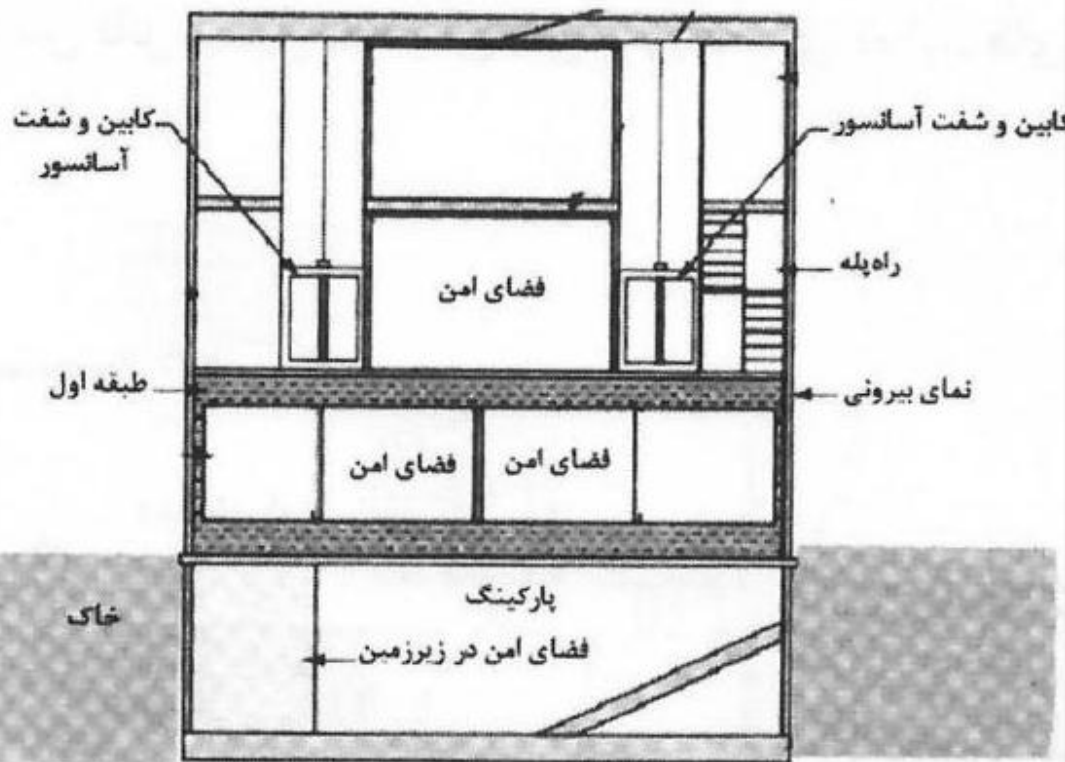 کابین و شفت
آسانسور
کابین و شفت آسانسور
راه‌پله
فضای امن
طبقه اول
نمای بیرونی
فضای امن
فضای امن
پارکینگ
خاک
فضای امن در زیرزمین